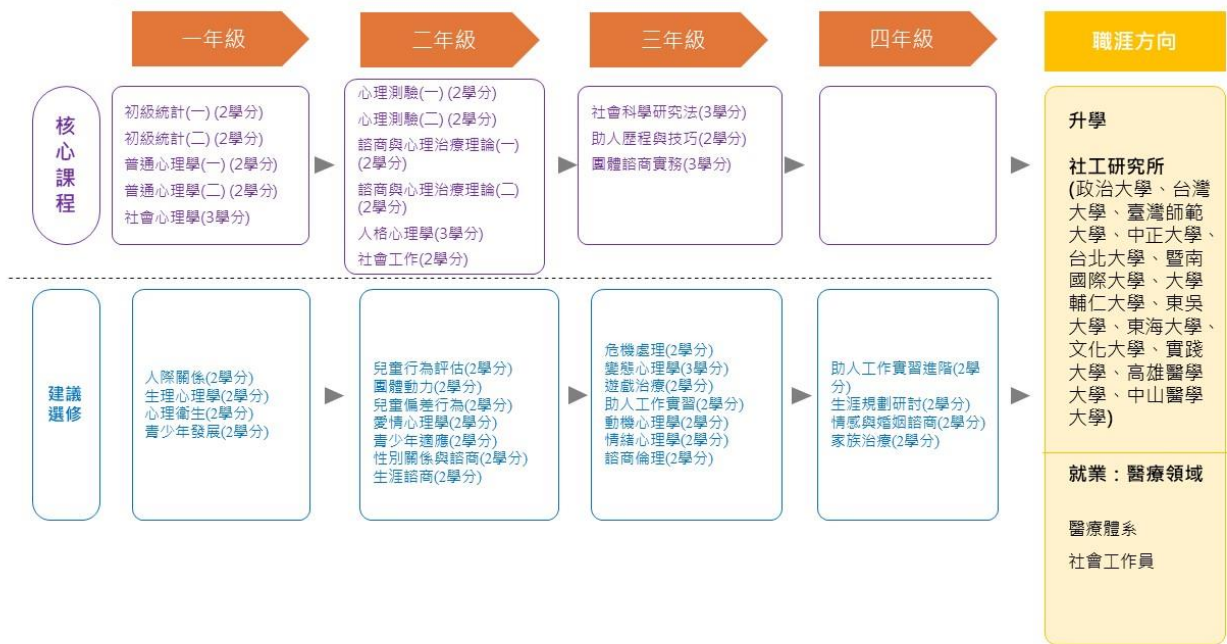 一年級
二年級
三年級
四年級
職涯方向
核
心
課
程
初級統計(一) (2學分)
初級統計(二) (2學分)
普通心理學(一) (2學分)
普通心理學(二) (2學分)
社會心理學(3學分)
心理測驗(一) (2學分)
心理測驗(二) (2學分)
諮商與心理治療理論(一)
(2學分)
諮商與心理治療理論(二)
(2學分)
人格心理學(3學分)
社會工作(2學分)
社會科學研究法(3學分)
助人歷程與技巧(2學分)
團體諮商實務(3學分)
建議
選修
人際關係(2學分)
生理心理學(2學分)
心理衛生(2學分)
青少年發展(2學分)
兒童行為評估(2學分)
團體動力(2學分)
兒童偏差行為(2學分)
愛情心理學(2學分)
青少年適應(2學分)
性別關係與諮商(2學分)
生涯諮商(2學分)
危機處理(2學分)
變態心理學(3學分)
遊戲治療(2學分)
助人工作實習(2學分)
動機心理學(2學分)
情緒心理學(2學分)
諮商倫理(2學分)
助人工作實習進階(2學
分)
生涯規劃研討(2學分)
情感與婚姻諮商(2學分)
家族治療(2學分)
升學
社工研究所
(政治大學、台灣
大學、臺灣師範
大學、中正大學、
台北大學、暨南
國際大學、大學
輔仁大學、東吳
大學、東海大學、
文化大學、實踐
大學、高雄醫學
大學、中山醫學
大學)
就業：醫療領域
醫療體系
社會工作員